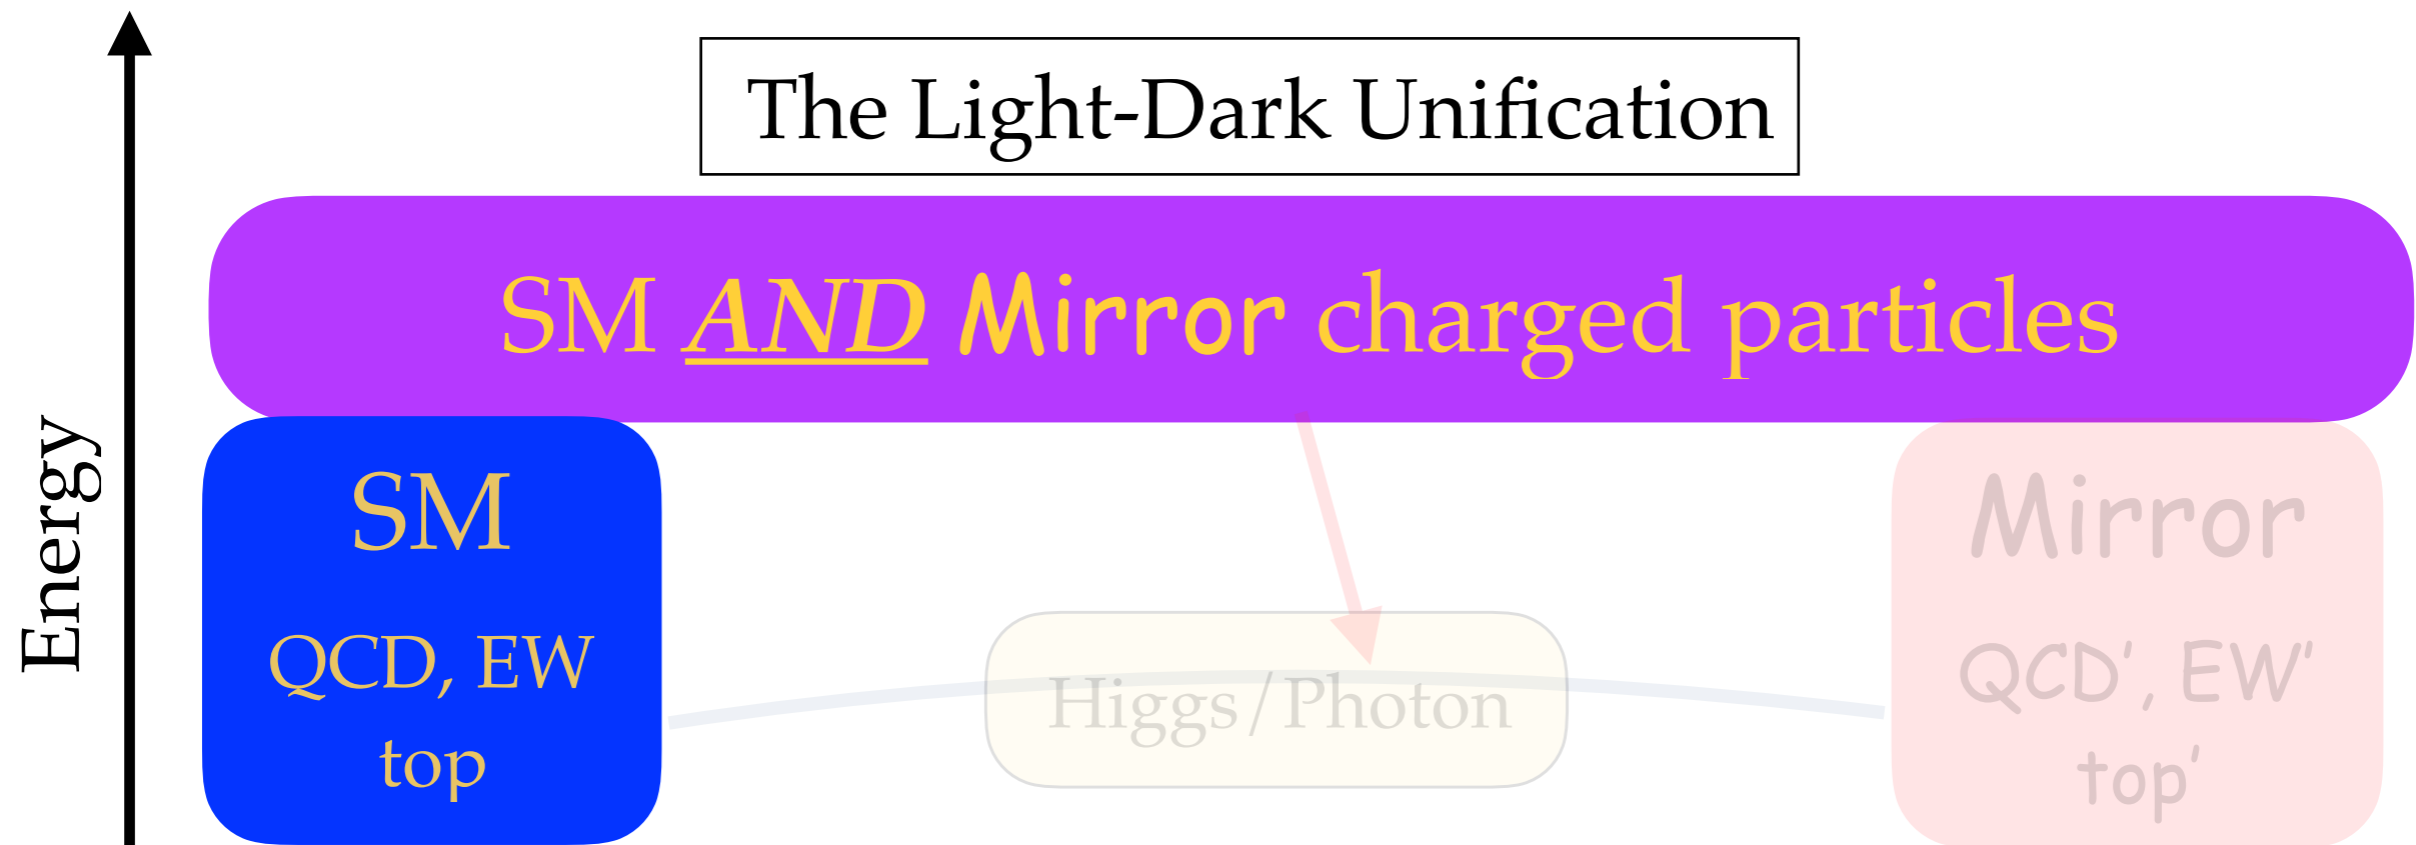 The Light-Dark Unification
SM AND Mirror charged particles
Energy
SM
QCD, EW
top
Higgs/Photon
Mirror
QCD', EW'
top'